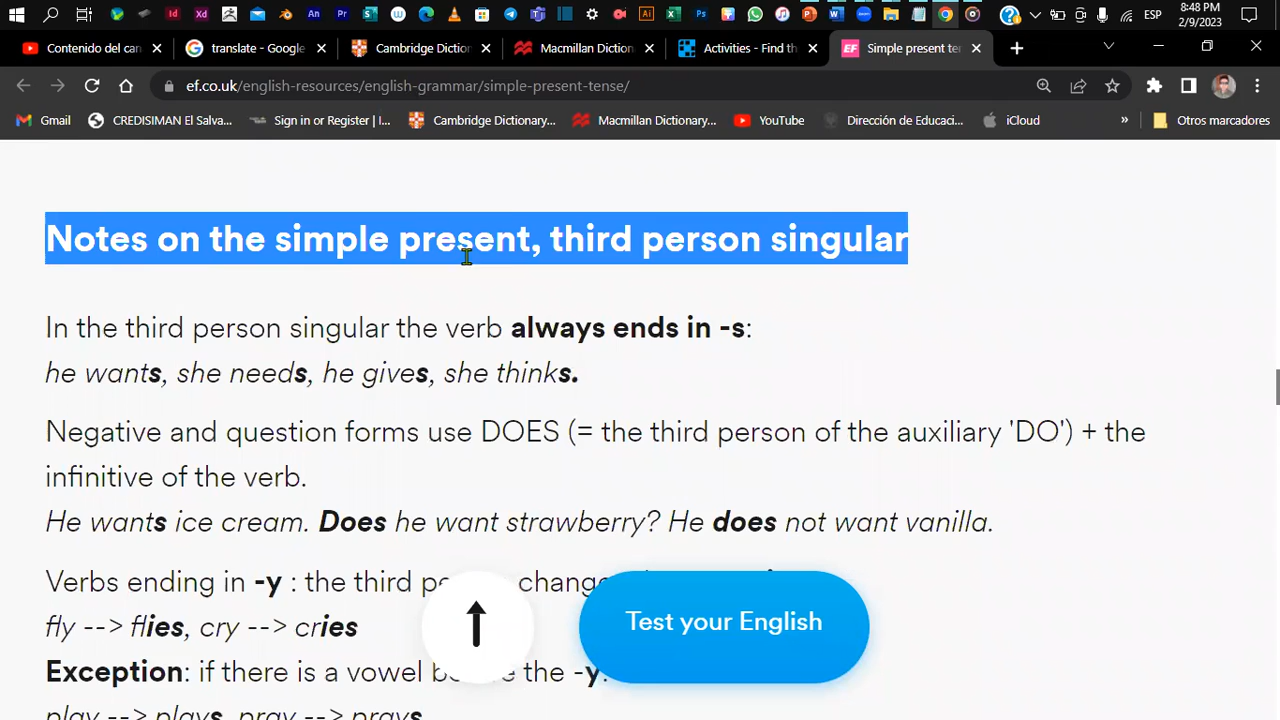 8:48 PM
ESP
2/9/2023
Contenido del can
translate - Google
Cambridge Diction
Macmillan Diction
Activities - Find th
EF
Simple present te
ef.co.uk/english-resources/english-grammar/simple-present-tense/
Gmail
CREDISIMAN El Salva...
Sign in or Register | I...
Cambridge Dictionary...
Macmillan Dictionary...
YouTube
Dirección de Educaci...
iCloud
»
Otros marcadores
Notes on the simple present, third person singular
In the third person singular the verb always ends in -s:
he wants, she needs, he gives, she thinks.
Negative and question forms use DOES (= the third person of the auxiliary 'DO') + the
infinitive of the verb.
He wants ice cream. Does he want strawberry? He does not want vanilla.
Verbs ending in -y : the third pe change
fly --> flies, cry --> cries
Test your English
Exception: if there is a vowel be the -y:
play --> plays, pray --> prays